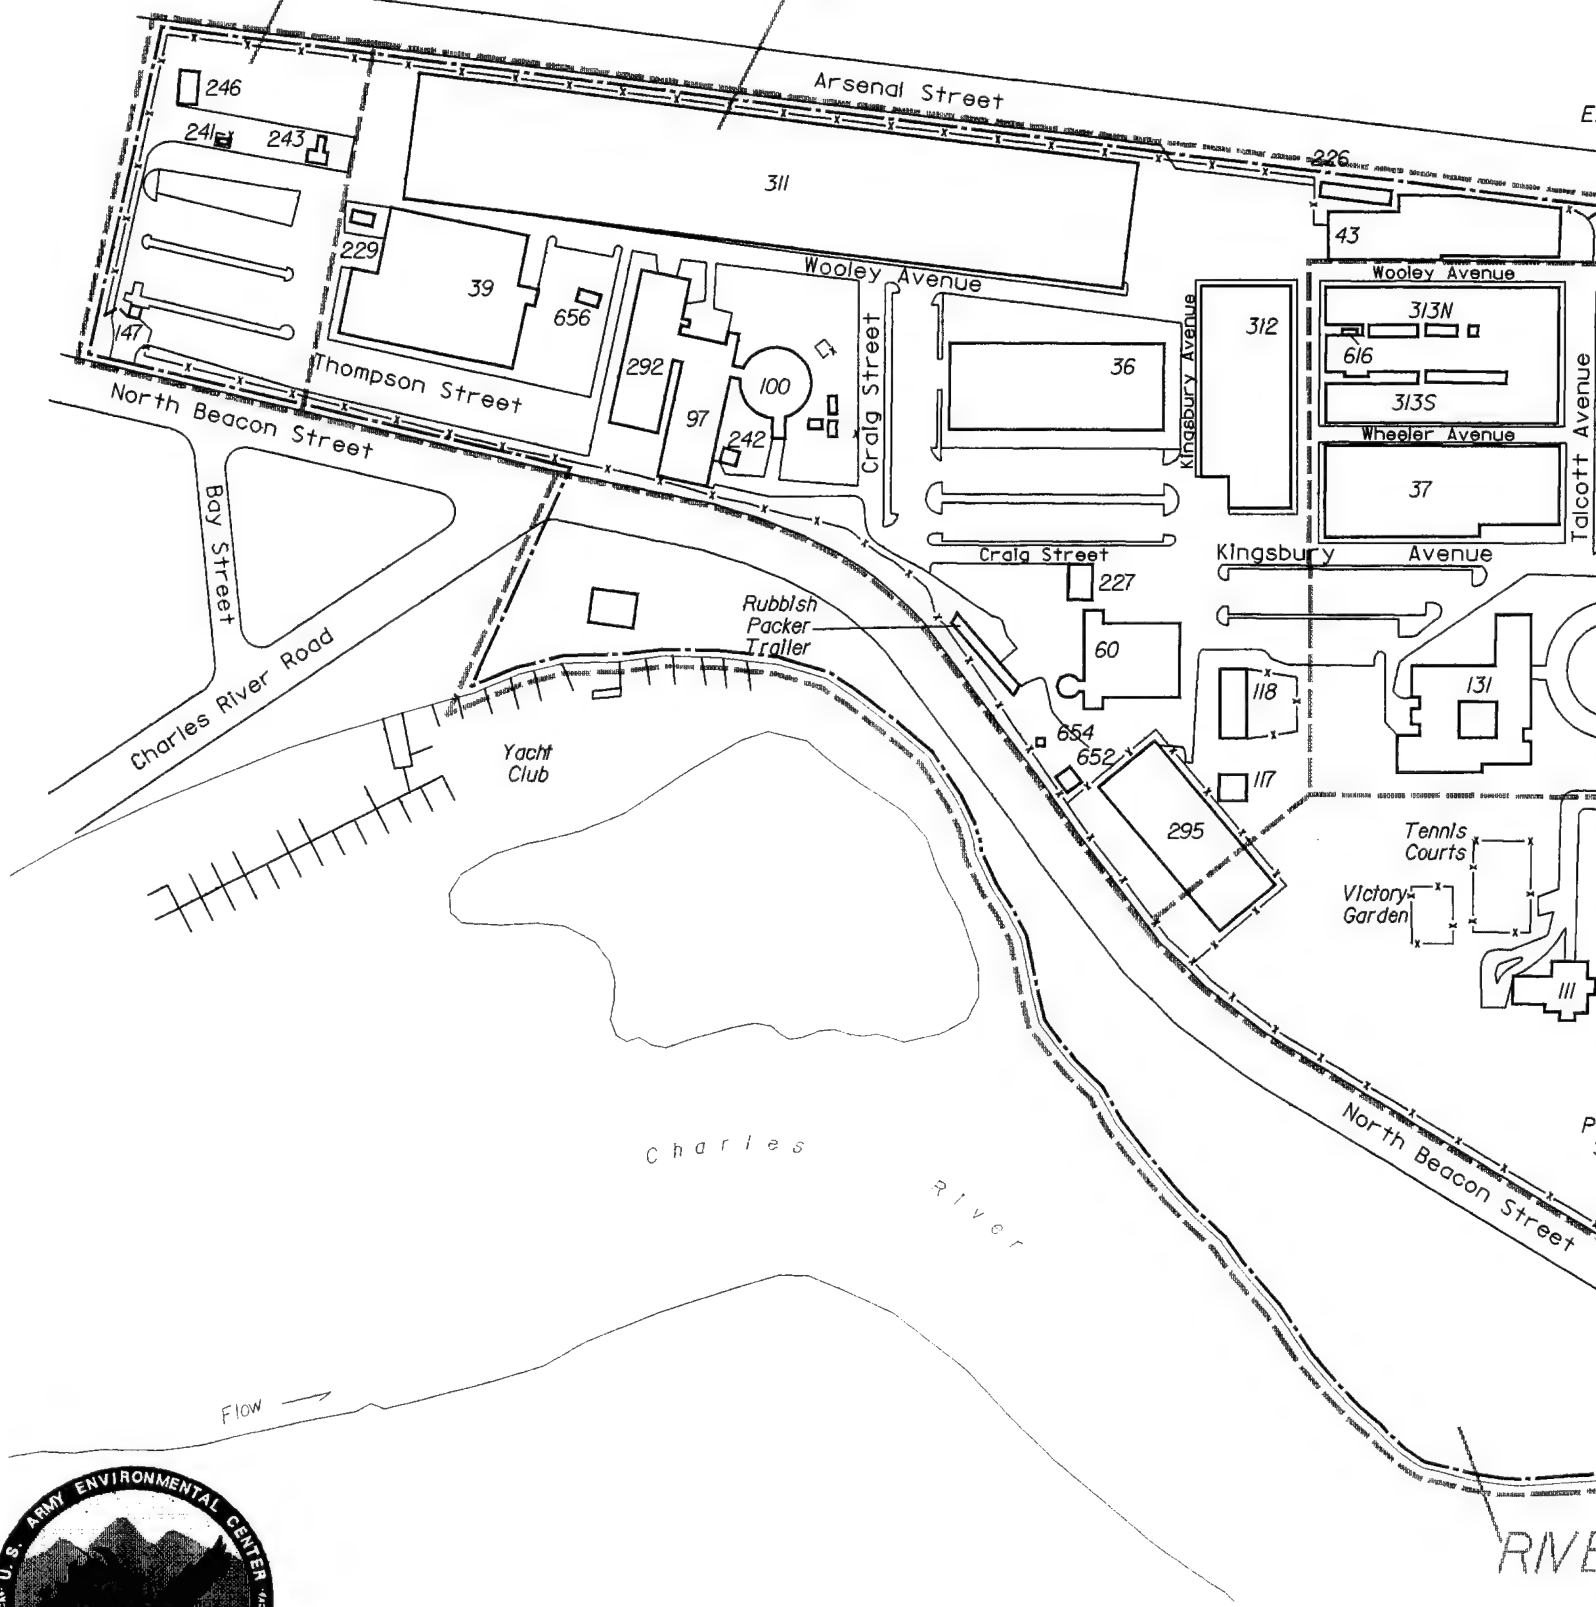 Arsenal Street
246
241
243
226
311
43
229
39
656
Wooley Avenue
Wooley Avenue
313N
616
313S
Wheeler Avenue
37
Talcott Avenue
312
Kingsbury Avenue
36
Craig Street
147
Thompson Street
292
97
100
242
North Beacon Street
Bay Street
Charles River Road
Craig Street
Kingsbury Avenue
227
Rubbish
Packer
Trailer
60
118
131
654
652
117
295
Yacht
Club
Tennis
Courts
Victory
Garden
111
North Beacon Street
Charles
River
Flow
U. S. ARMY ENVIRONMENTAL CENTER